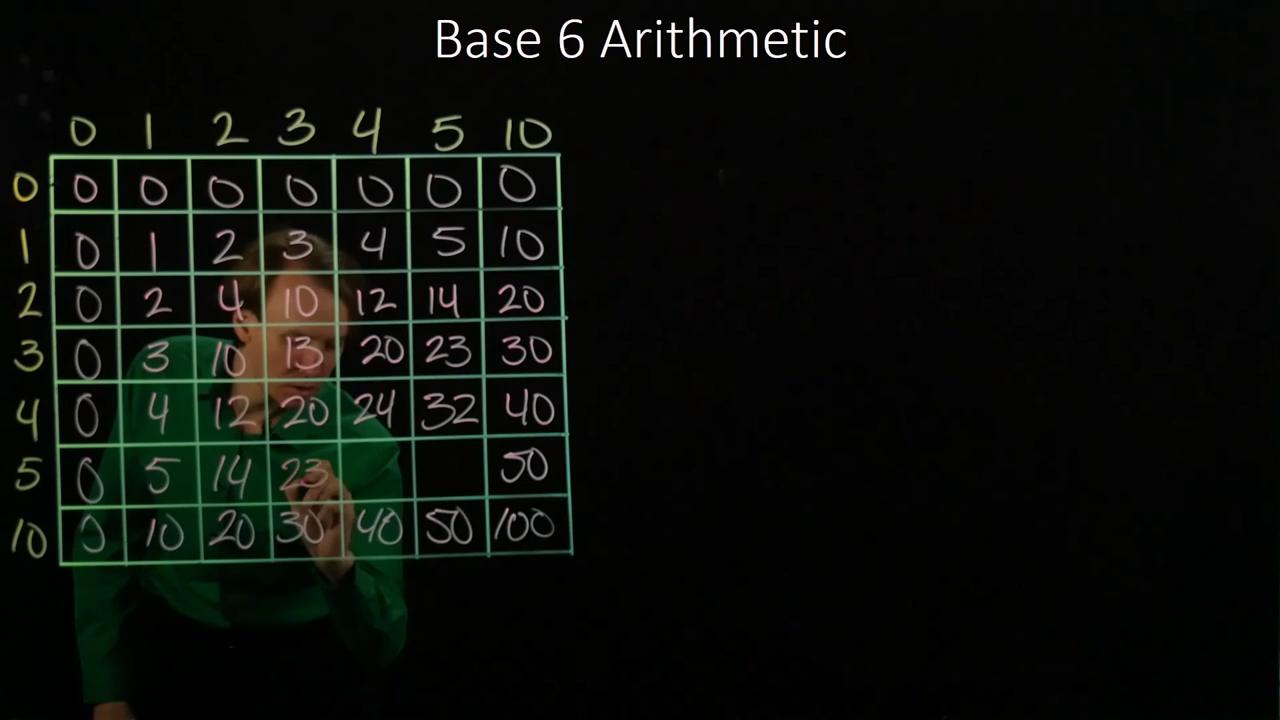 Base 6 Arithmetic
0 1 2 3 4 5 10
0 0 0 0 0 0 0 0
1 0 1 2 3 4 5 10
2 0 2 4 10 12 14 20
3 0 3 10 13 20 23 30
4 0 4 12 20 24 32 40
5 0 5 14 23 50
10 0 10 20 30 40 50 100